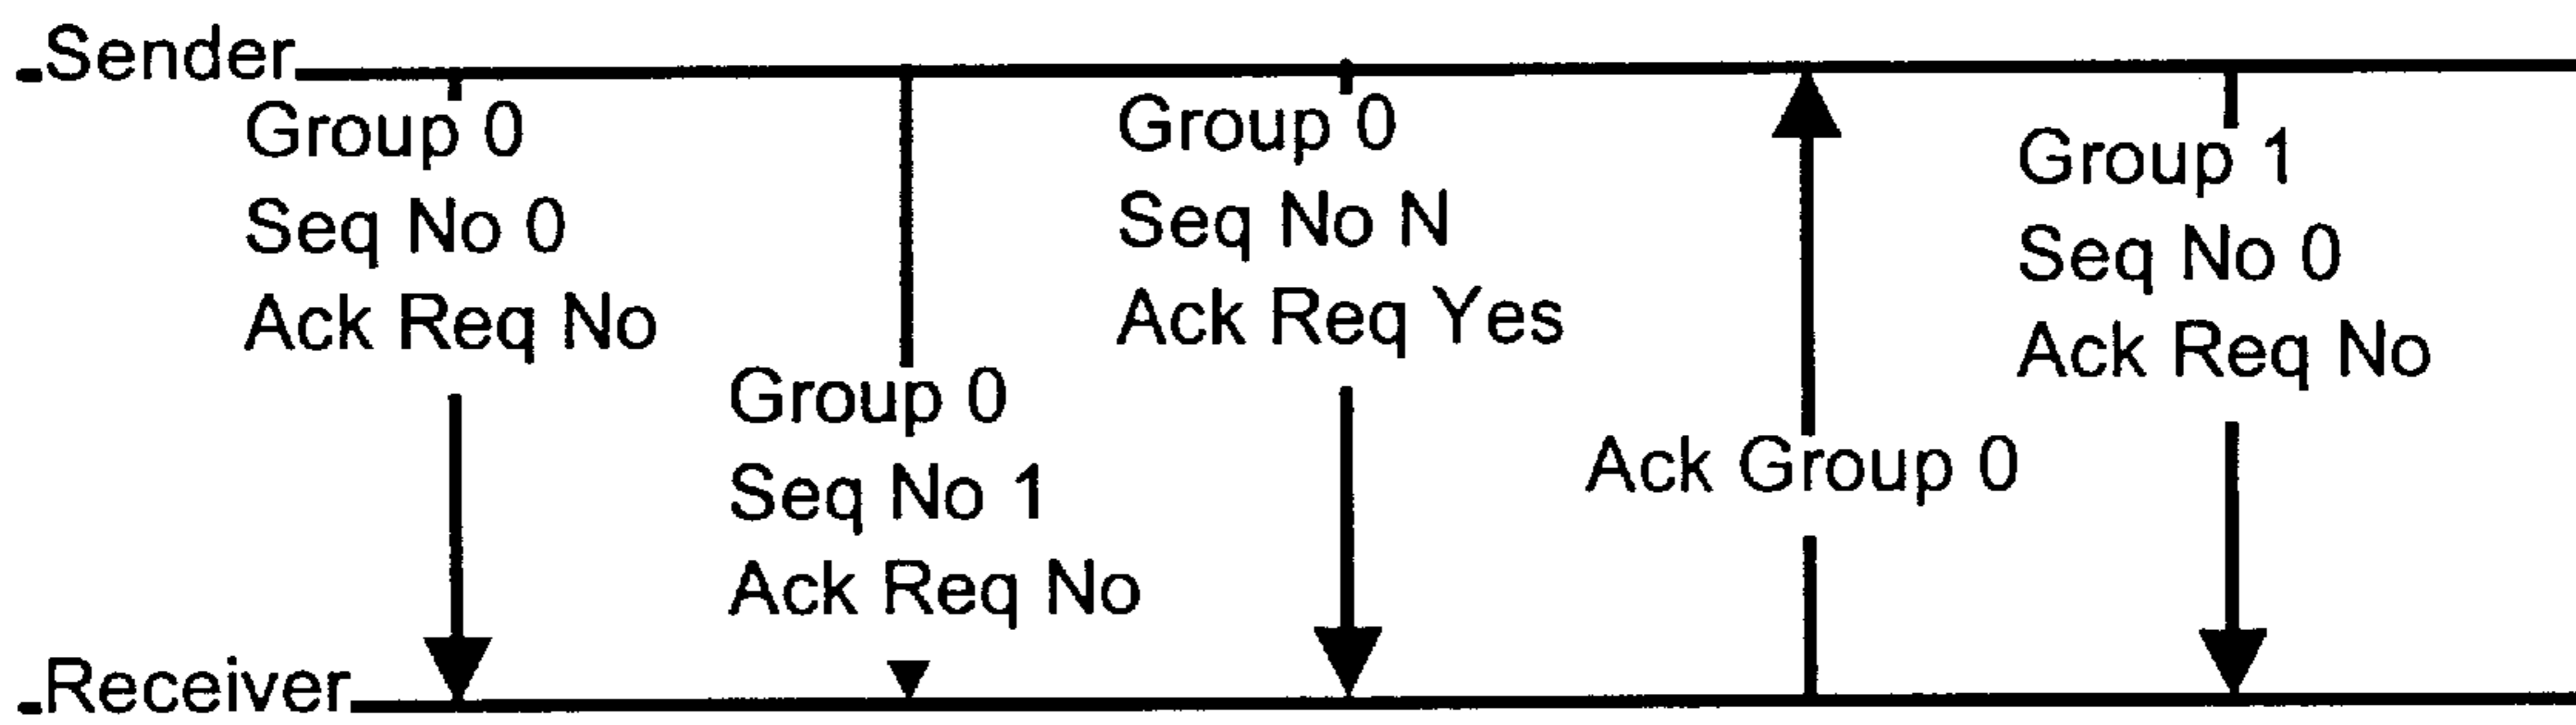 Sender
Group 0
Seq No 0
Ack Req No
Group 0
Seq No 1
Ack Req No
Group 0
Seq No N
Ack Req Yes
Ack Group 0
Group 1
Seq No 0
Ack Req No
Receiver